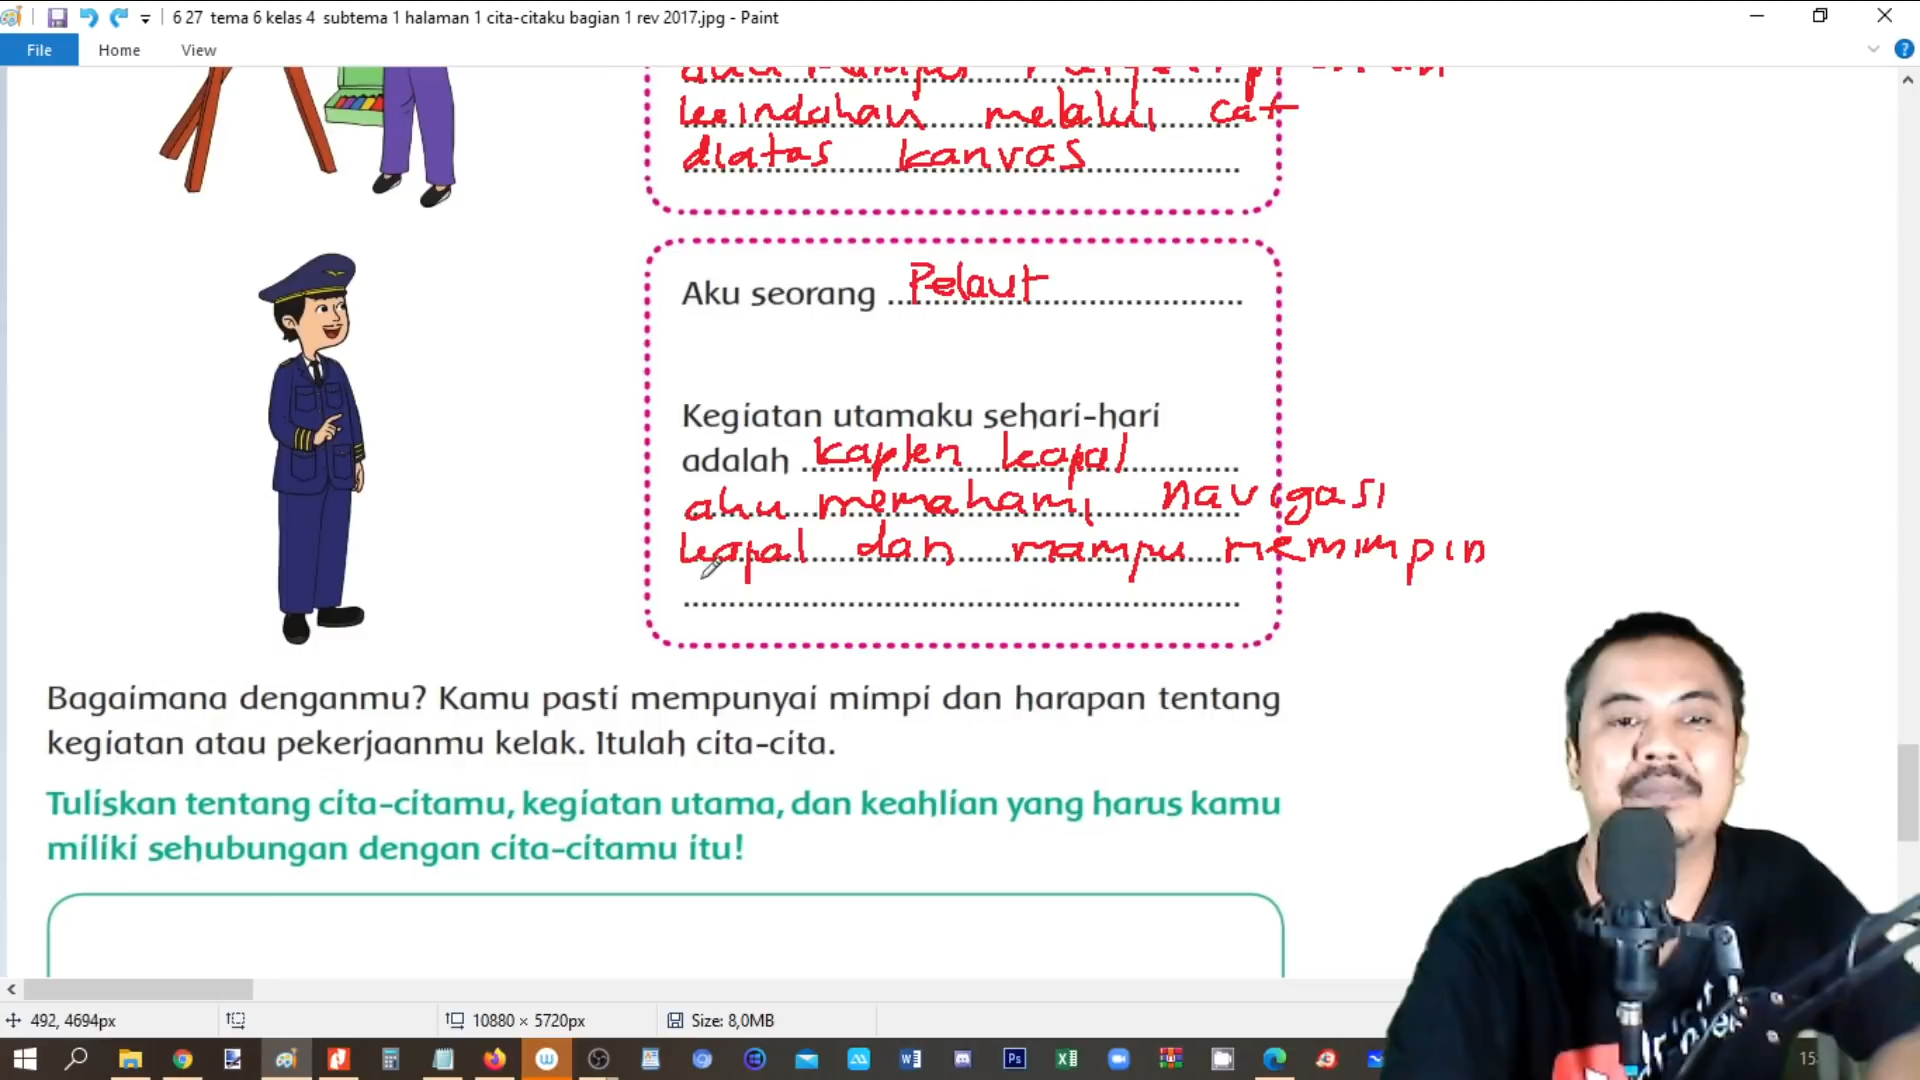 6 27 tema 6 kelas 4 subtema 1 halaman 1 cita-citaku bagian 1 rev 2017.jpg - Paint
File Home View
keindahan melalui cat
diatas kanvas
Aku seorang Pelaut
Kegiatan utamaku sehari-hari
adalah kapten kapal
aku memahami navigasi
kapal dan mampu memimpin
Bagaimana denganmu? Kamu pasti mempunyai mimpi dan harapan tentang
kegiatan atau pekerjaanmu kelak. Itulah cita-cita.
Tuliskan tentang cita-citamu, kegiatan utama, dan keahlian yang harus kamu
miliki sehubungan dengan cita-citamu itu!
492, 4694px 10880 × 5720px Size: 8,0MB
15